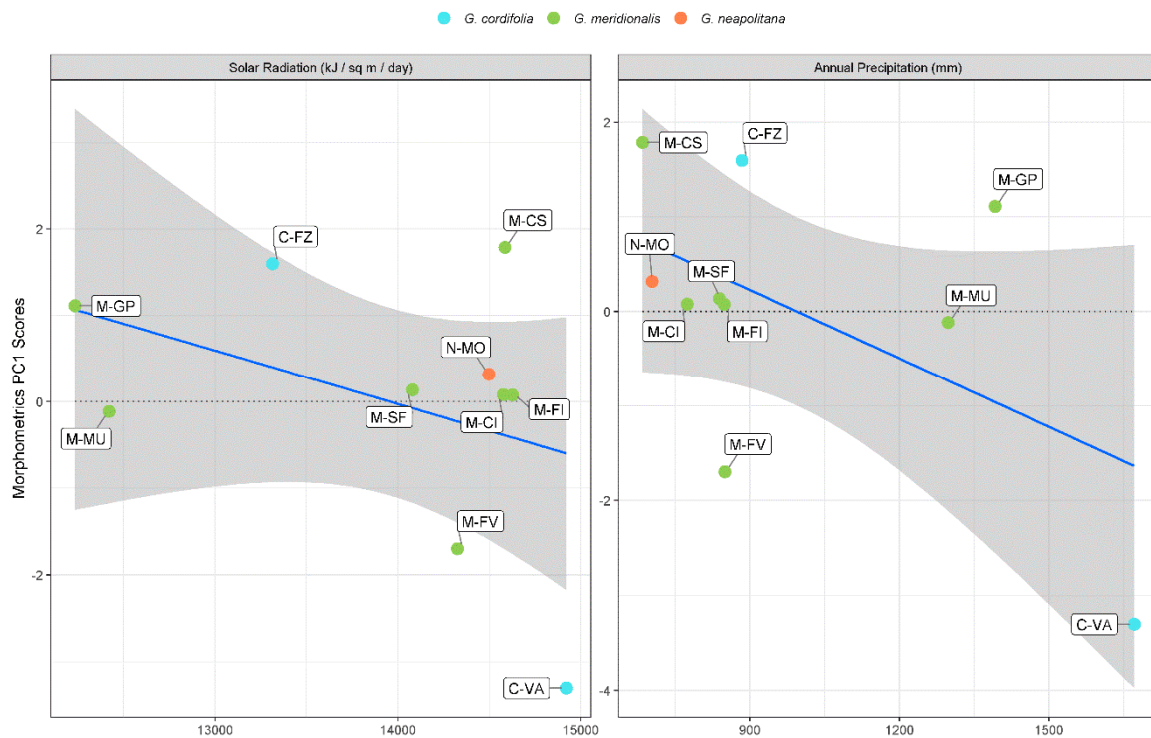 G. cordifolia G. meridionalis G. neapolitana
Solar Radiation (kJ / sq m / day)
Annual Precipitation (mm)
Morphometrics PC1 Scores
2
0
-2
C-FZ
M-CS
M-GP
N-MO
M-SF
M-CI
M-FI
M-MU
M-FV
C-VA
13000 14000 15000
2
0
-2
-4
M-CS
C-FZ
M-GP
N-MO
M-SF
M-MU
M-CI
M-FI
M-FV
C-VA
900 1200 1500